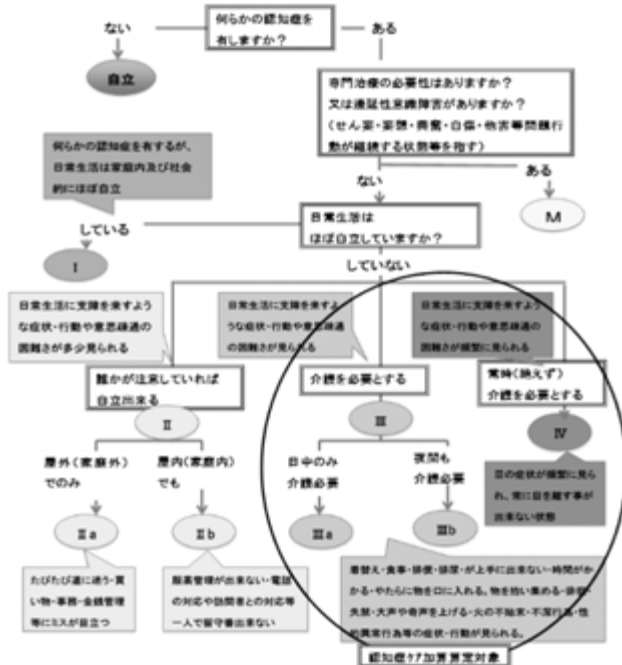 何らかの認知症を
有しますか?
ない
ある
自立
専門治療の必要性はありますか?
又は遷延性意識障害がありますか?
(せん妄・妄想・興奮・自傷・他害等問題行
動が継続する状態等を指す)
何らかの認知症を有するが、
日常生活は家庭内及び社会
的にほぼ自立
ない
ある
M
日常生活は
ほぼ自立していますか?
している
していない
I
日常生活に支障を来すよう
な症状・行動や意思疎通の
困難さが多少見られる
日常生活に支障を来すよ
うな症状・行動や意思疎通
の困難さが見られる
日常生活に支障を来すよう
な症状・行動や意思疎通の
困難さが頻繁に見られる
誰かが注意していれば
自立出来る
介護を必要とする
常時(絶えず)
介護を必要とする
Ⅱ
Ⅲ
Ⅳ
屋外(家庭外)
でのみ
屋内(家庭内)
でも
日中のみ
介護必要
夜間も
介護必要
Ⅲの症状が頻繁に見ら
れ、常に目を離す事が
出来ない状態
Ⅱa
Ⅱb
Ⅲa
Ⅲb
たびたび道に迷う・買
い物・事務・金銭管理
等にミスが目立つ
服薬管理が出来ない・電話
の対応や訪問者との対応等
一人で留守番出来ない
着替え・食事・排便・排尿・が上手に出来ない・時間がか
かる・やたらに物を口に入れる。物を拾い集める・徘徊・
失禁・大声や奇声を上げる・火の不始末・不潔行為・性
的異常行為等の症状・行動が見られる。
認知症ケア加算算定対象